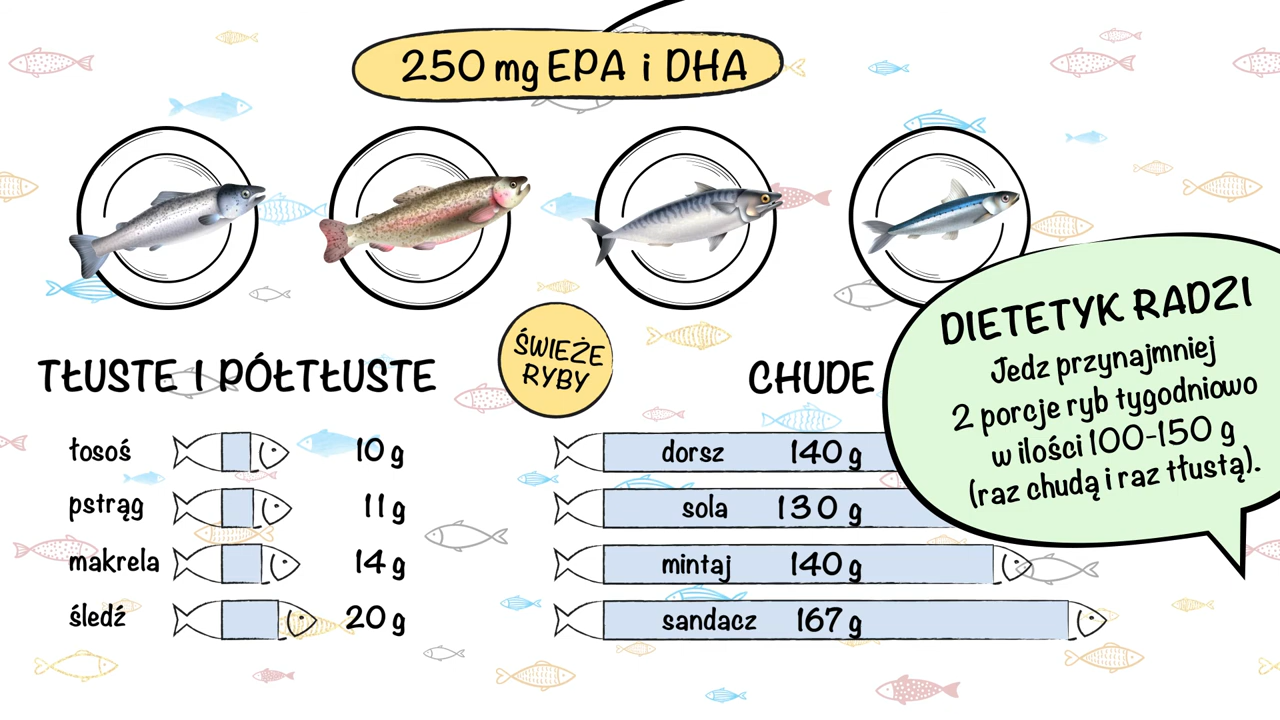 250 mg EPA i DHA
ŚWIEŻE
RYBY
TŁUSTE I PÓŁTŁUSTE
łosoś 10 g
pstrąg 11 g
makrela 14 g
śledź 20 g
CHUDE
dorsz 140 g
sola 130 g
mintaj 140 g
sandacz 167 g
DIETETYK RADZI
Jedz przynajmniej
2 porcje ryb tygodniowo
w ilości 100-150 g
(raz chudą i raz tłustą).